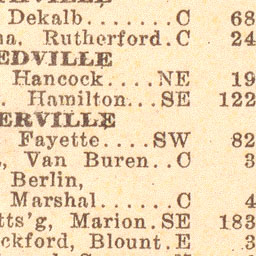 Dekalb......C 68
na, Rutherford.C 24
EDVILLE
Hancock....NE 19
. Hamilton...SE 122
ERVILLE
Fayette....SW 82
, Van Buren..C 3
Berlin,
Marshal......C 4
tts'g, Marion.SE 183
ckford, Blount.E 3